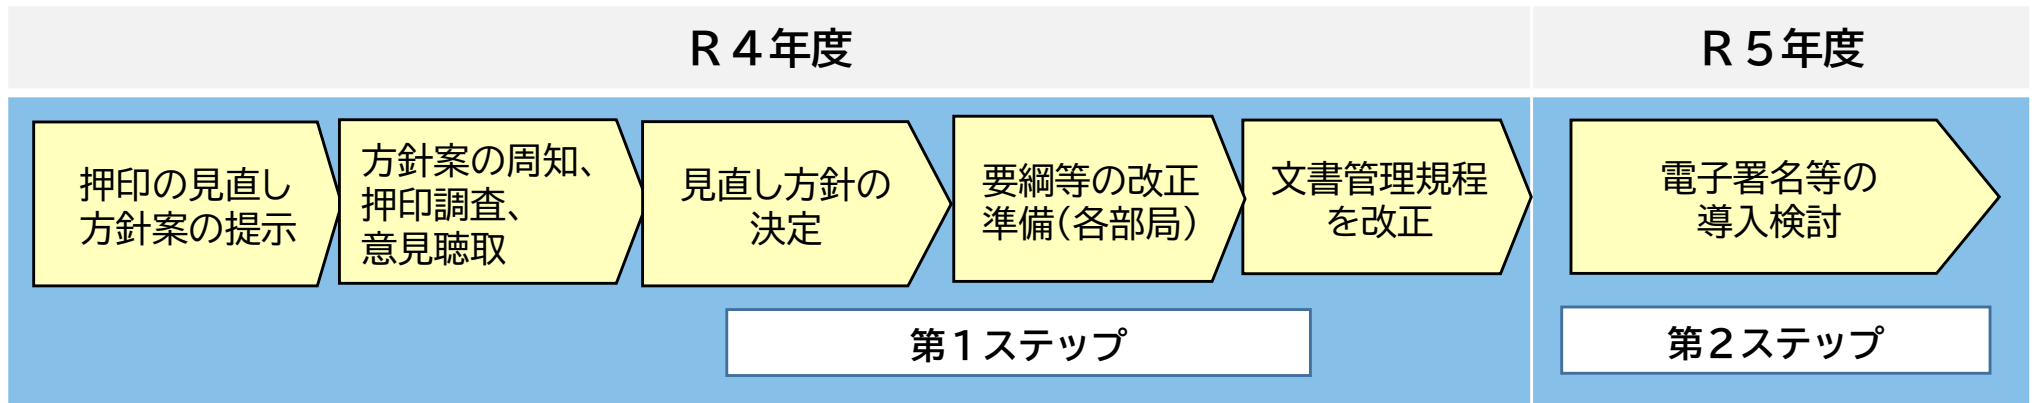 R４年度
R５年度
押印の見直し
方針案の提示
方針案の周知、
押印調査、
意見聴取
見直し方針の
決定
要綱等の改正
準備（各部局）
文書管理規程
を改正
電子署名等の
導入検討
第１ステップ
第２ステップ